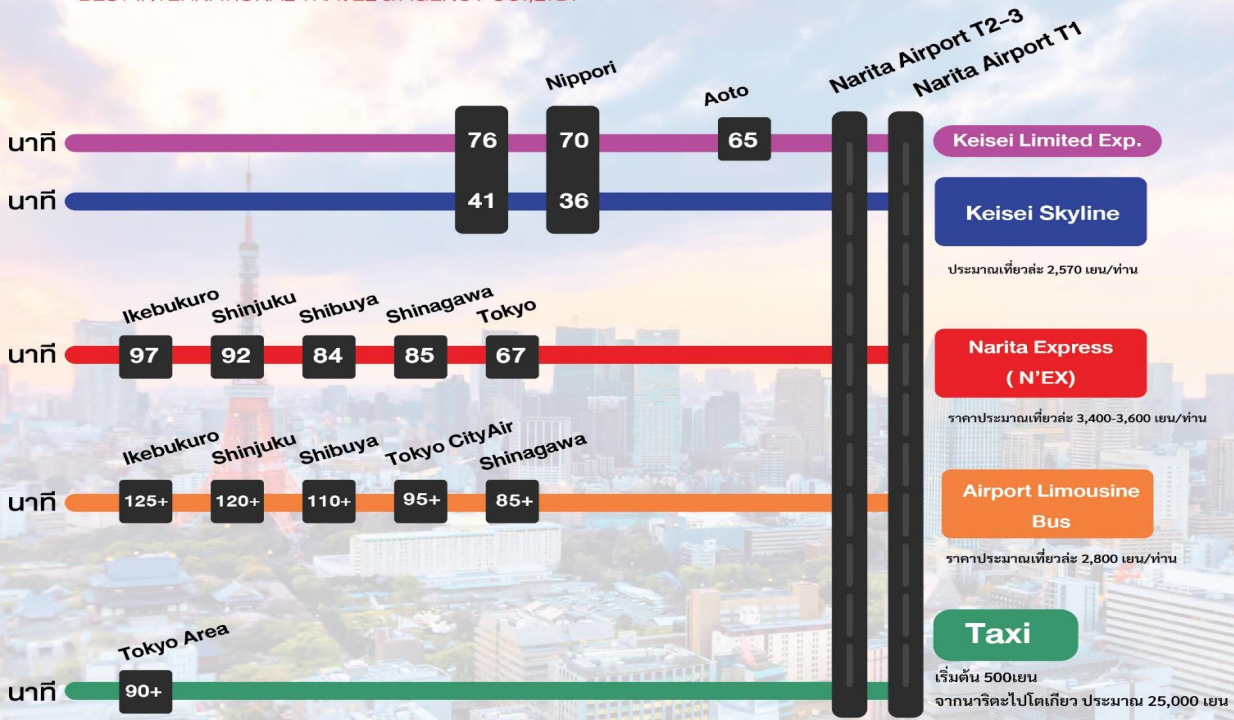 Nippori
Aoto
Narita Airport T2-3
Narita Airport T1
นาที
76
70
65
Keisei Limited Exp.
นาที
41
36
Keisei Skyline
ประมาณเที่ยวล่ะ 2,570 เยน/ท่าน
Ikebukuro
Shinjuku
Shibuya
Shinagawa
Tokyo
นาที
97
92
84
85
67
Narita Express
( N'EX)
ราคาประมาณเที่ยวล่ะ 3,400-3,600 เยน/ท่าน
Ikebukuro
Shinjuku
Shibuya
Tokyo CityAir
Shinagawa
นาที
125+
120+
110+
95+
85+
Airport Limousine
Bus
ราคาประมาณเที่ยวล่ะ 2,800 เยน/ท่าน
Tokyo Area
นาที
90+
Taxi
เริ่มต้น 500เยน
จากนาริตะไปโตเกียว ประมาณ 25,000 เยน